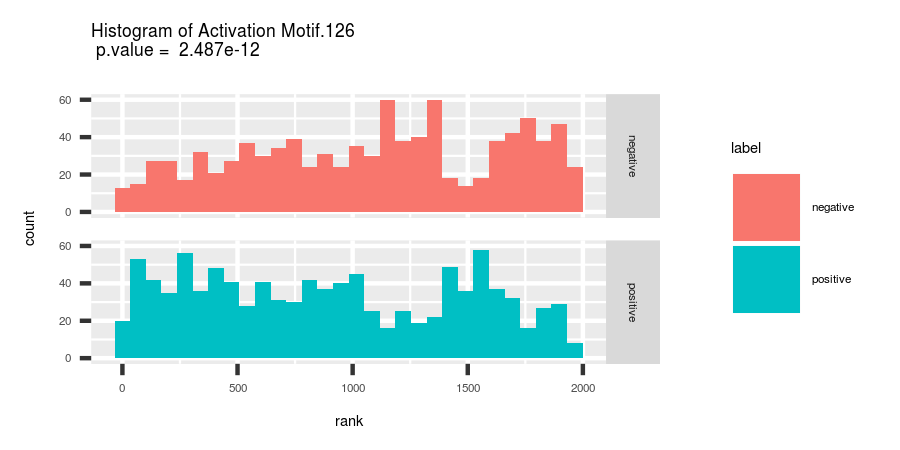 Histogram of Activation Motif.126
p.value = 2.487e-12
60
40
20
0
negative
60
40
20
0
positive
0 500 1000 1500 2000
rank
count
label
negative
positive